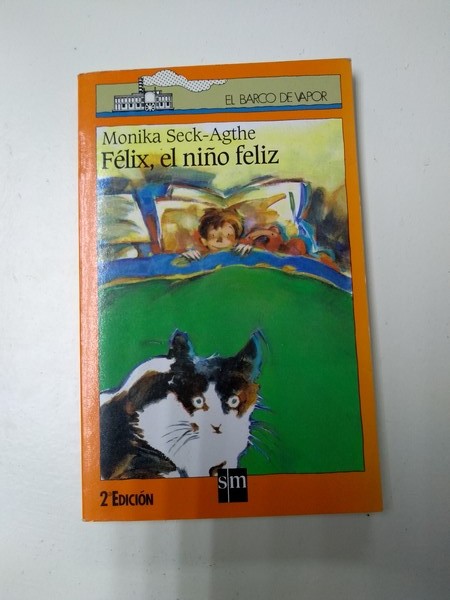 EL BARCO DE VAPOR
Monika Seck-Agthe
Félix, el niño feliz
2ª EDICIÓN
sm